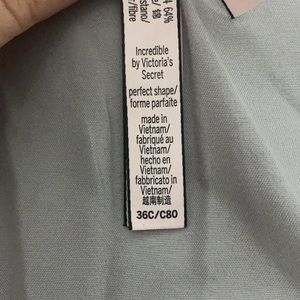 64%
Incredible
by Victoria's
Secret
perfect shape/
forme parfaite
made in
Vietnam/
fabriqué au
Vietnam/
hecho en
Vietnam/
fabbricato in
Vietnam/
越南制造
36C/C80